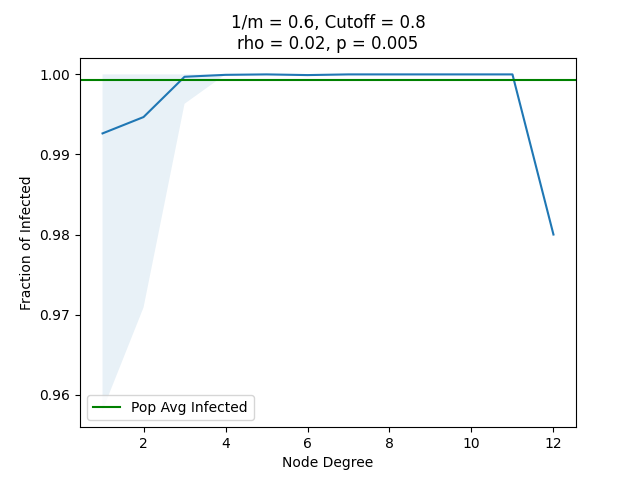 1/m = 0.6, Cutoff = 0.8
rho = 0.02, p = 0.005
1.00
0.99
0.98
0.97
0.96
Fraction of Infected
Pop Avg Infected
2
4
6
8
10
12
Node Degree